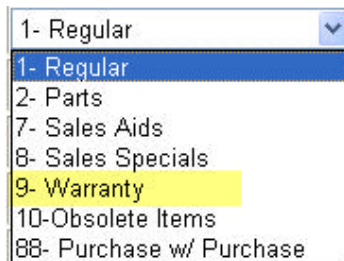 1- Regular
1- Regular
2- Parts
7- Sales Aids
8- Sales Specials
9- Warranty
10-Obsolete Items
88- Purchase w/ Purchase